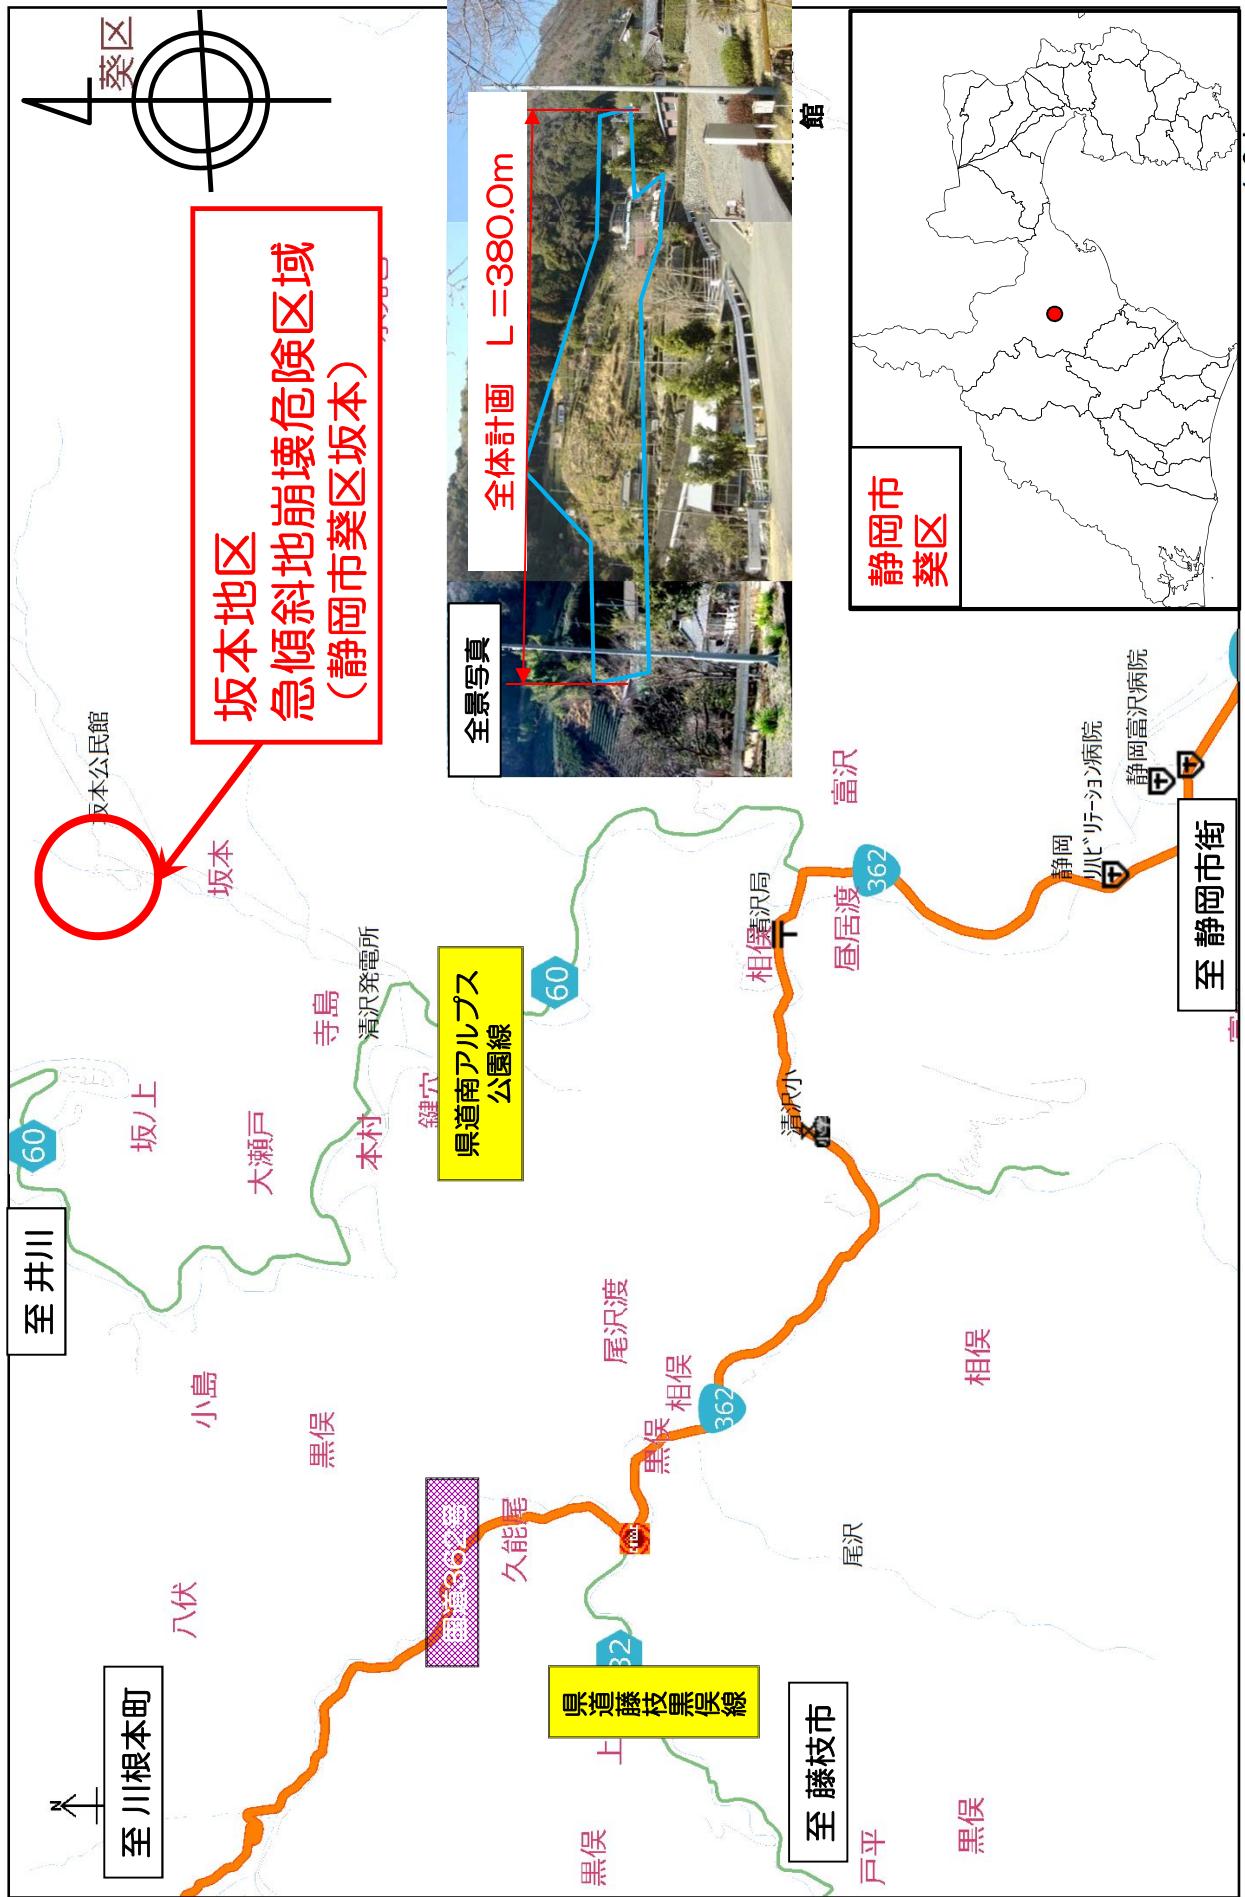 葵区
坂本地区
急傾斜地崩壊危険区域
（静岡市葵区坂本）
全景写真
全体計画　L＝380.0m
館
静岡市
葵区
坂本公民館
坂本
清沢発電所
寺島
坂ノ上
大瀬戸
本村
鍵穴
県道南アルプス
公園線
60
60
至 井川
小島
黒俣
八伏
国道362号
久能尾
尾沢渡
相俣
黒俣
362
清沢小
相俣
清沢局
昼居渡
362
富沢
静岡
リハビリテーション病院
静岡富沢病院
至 静岡市街
相俣
尾沢
32
県道藤枝黒俣線
上
至 藤枝市
戸平
黒俣
黒俣
至 川根本町
N